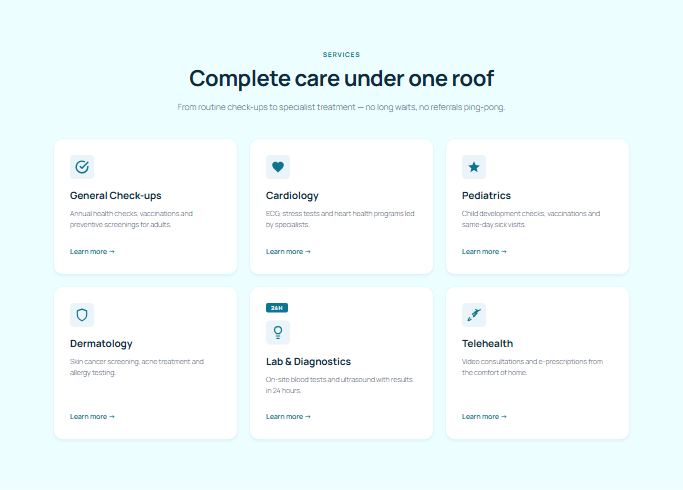 SERVICES
Complete care under one roof
From routine check-ups to specialist treatment — no long waits, no referrals ping-pong.
General Check-ups
Annual health checks, vaccinations and
preventive screenings for adults.
Learn more →
Cardiology
ECG, stress tests and heart health programs led
by specialists.
Learn more →
Pediatrics
Child development checks, vaccinations and
same-day sick visits.
Learn more →
Dermatology
Skin cancer screening, acne treatment and
allergy testing.
Learn more →
24H
Lab & Diagnostics
On-site blood tests and ultrasound with results
in 24 hours.
Learn more →
Telehealth
Video consultations and e-prescriptions from
the comfort of home.
Learn more →